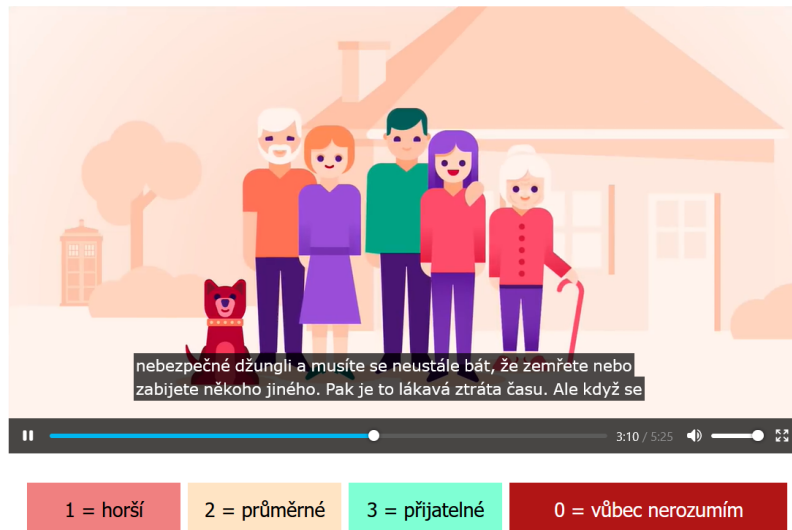 nebezpečné džungli a musíte se neustále bát, že zemřete nebo
zabijete někoho jiného. Pak je to lákavá ztráta času. Ale když se
3:10 / 5:25
1 = horší
2 = průměrné
3 = přijatelné
0 = vůbec nerozumím